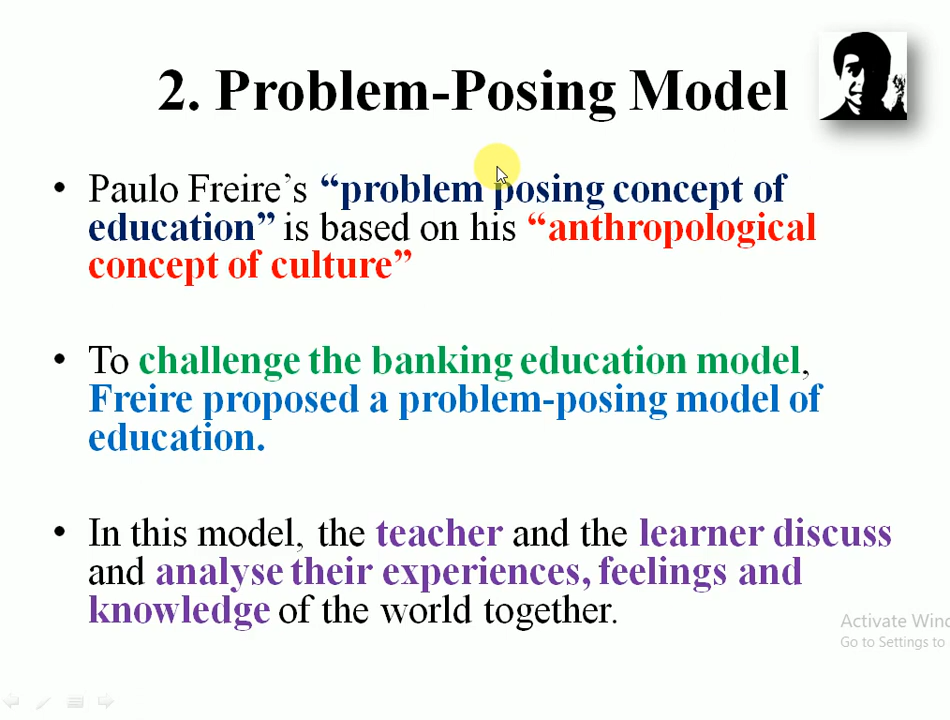 2. Problem-Posing Model
• Paulo Freire’s “problem posing concept of
education” is based on his “anthropological
concept of culture”
• To challenge the banking education model,
Freire proposed a problem-posing model of
education.
• In this model, the teacher and the learner discuss
and analyse their experiences, feelings and
knowledge of the world together.
Activate Wind
Go to Settings to